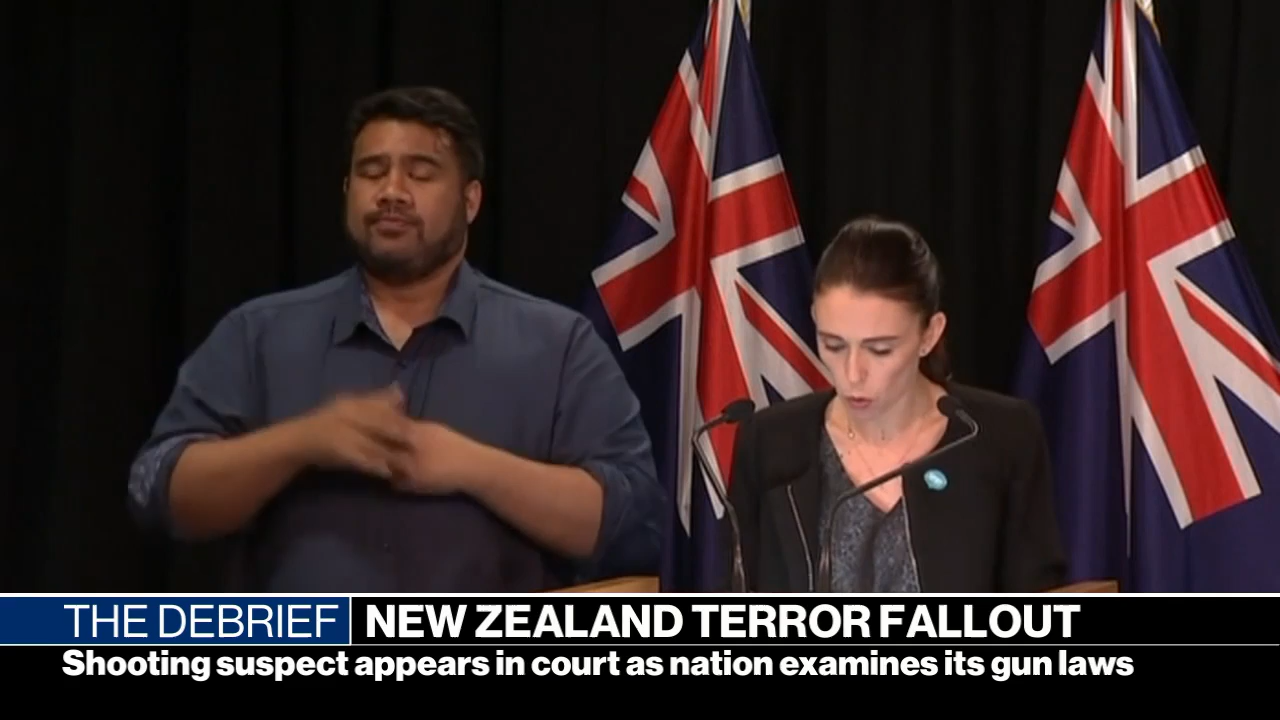 THE DEBRIEF NEW ZEALAND TERROR FALLOUT
Shooting suspect appears in court as nation examines its gun laws